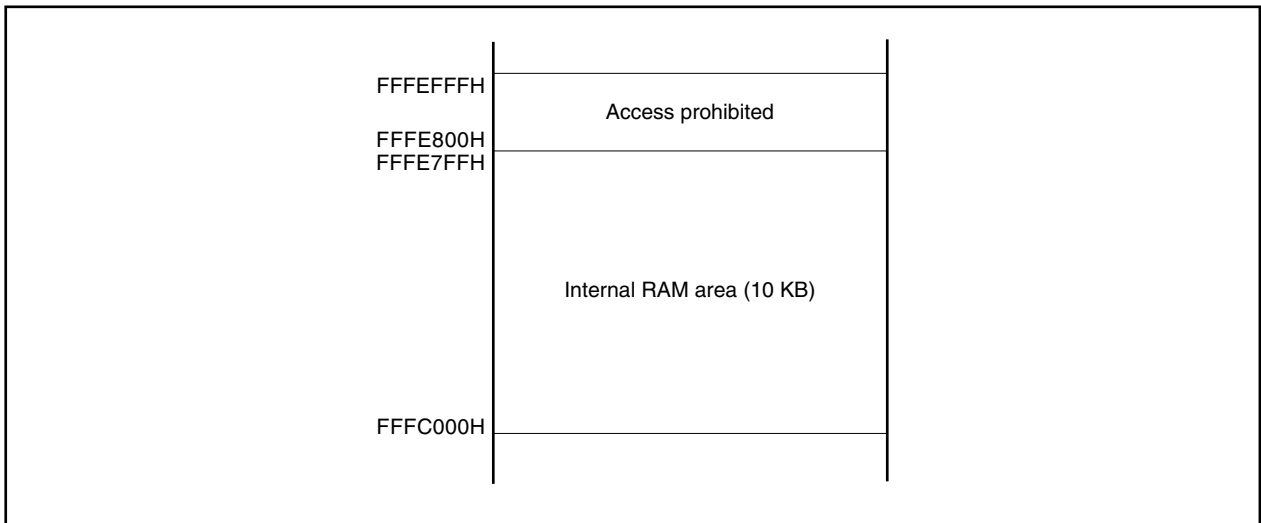 FFFEFFFH
Access prohibited
FFFE800H
FFFE7FFH
Internal RAM area (10 KB)
FFFC000H